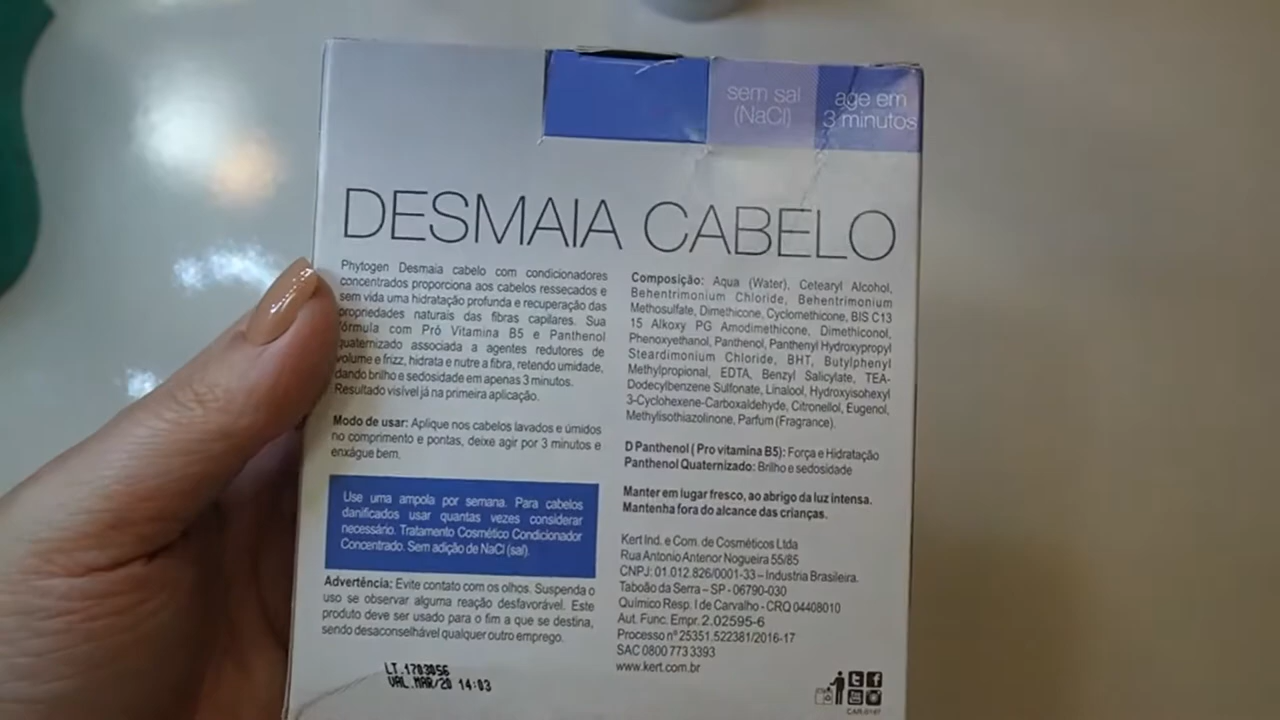 sem sal
(NaCl)
age em
3 minutos
DESMAIA CABELO
Phytogen Desmaia cabelo com condicionadores
concentrados proporciona aos cabelos ressecados e
sem vida uma hidratação profunda e recuperação das
propriedades naturais das fibras capilares. Sua
fórmula com Pró Vitamina B5 e Panthenol
quaternizado associada a agentes redutores de
volume e frizz, hidrata e nutre a fibra, retendo umidade,
dando brilho e sedosidade em apenas 3 minutos.
Resultado visível já na primeira aplicação.
Modo de usar: Aplique nos cabelos lavados e úmidos
no comprimento e pontas, deixe agir por 3 minutos e
enxágue bem.
Use uma ampola por semana. Para cabelos
danificados usar quantas vezes considerar
necessário. Tratamento Cosmético Condicionador
Concentrado. Sem adição de NaCl (sal).
Advertência: Evite contato com os olhos. Suspenda o
uso se observar alguma reação desfavorável. Este
produto deve ser usado para o fim a que se destina,
sendo desaconselhável qualquer outro emprego.
LT.1703056
VAL.MAR/20 14:03
Composição: Aqua (Water), Cetearyl Alcohol,
Behentrimonium Chloride, Behentrimonium
Methosulfate, Dimethicone, Cyclomethicone, BIS C13
15 Alkoxy PG Amodimethicone, Dimethiconol,
Phenoxyethanol, Panthenol, Panthenyl Hydroxypropyl
Steardimonium Chloride, BHT, Butylphenyl
Methylpropional, EDTA, Benzyl Salicylate, TEA-
Dodecylbenzene Sulfonate, Linalool, Hydroxyisohexyl
3-Cyclohexene-Carboxaldehyde, Citronellol, Eugenol,
Methylisothiazolinone, Parfum (Fragrance).
D Panthenol ( Pro vitamina B5): Força e Hidratação
Panthenol Quaternizado: Brilho e sedosidade
Manter em lugar fresco, ao abrigo da luz intensa.
Mantenha fora do alcance das crianças.
Kert Ind. e Com. de Cosméticos Ltda
Rua Antonio Antenor Nogueira 55/85
CNPJ: 01.012.826/0001-33 – Industria Brasileira.
Taboão da Serra – SP - 06790-030
Químico Resp. I de Carvalho - CRQ 04408010
Aut. Func. Empr. 2.02595-6
Processo nº 25351.522381/2016-17
SAC 0800 773 3393
www.kert.com.br